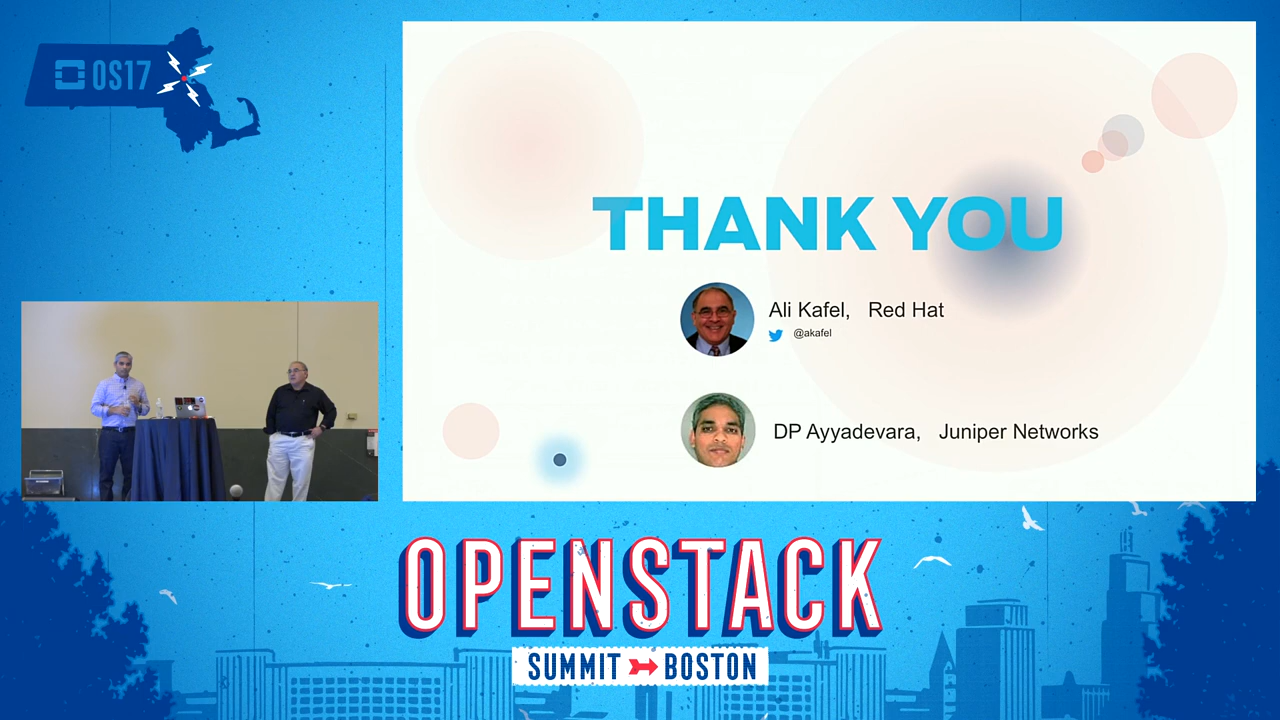 OS17
THANK YOU
Ali Kafel, Red Hat
@akafel
DP Ayyadevara, Juniper Networks
OPENSTACK
SUMMIT BOSTON